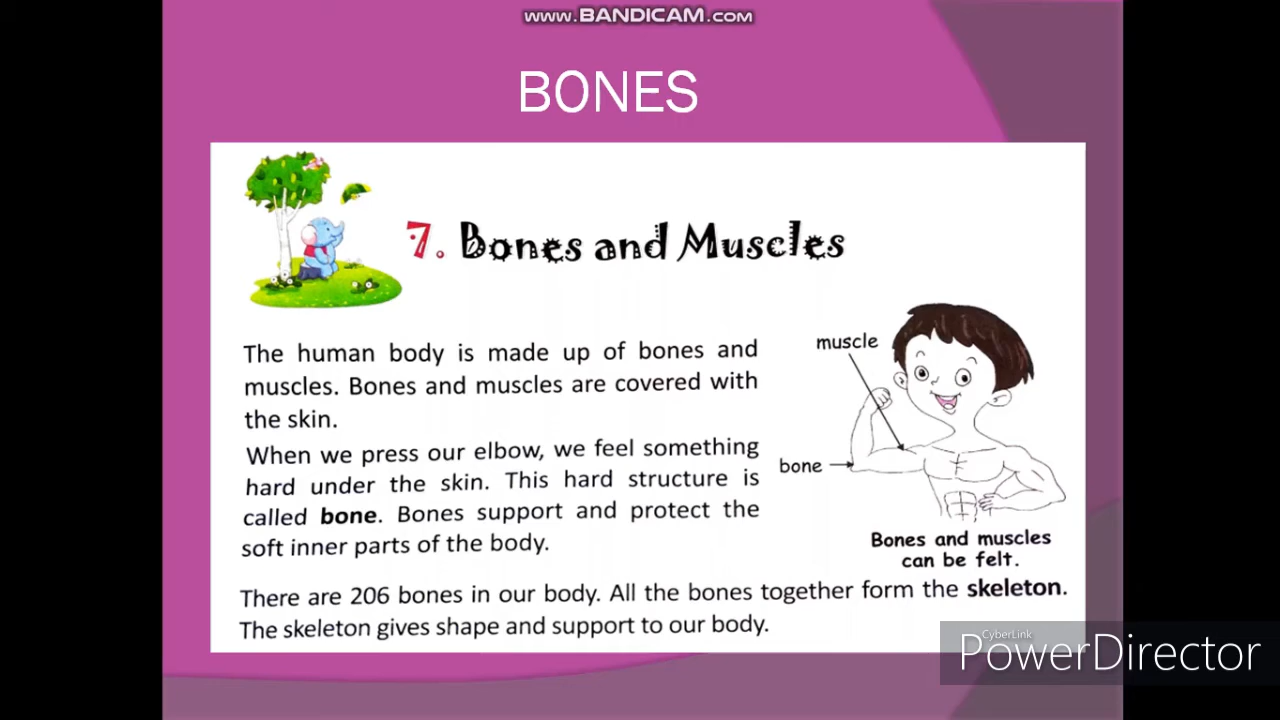 www.BANDICAM.com
BONES
7. Bones and Muscles
The human body is made up of bones and
muscles. Bones and muscles are covered with
the skin.
When we press our elbow, we feel something
hard under the skin. This hard structure is
called bone. Bones support and protect the
soft inner parts of the body.
muscle
bone
Bones and muscles
can be felt.
There are 206 bones in our body. All the bones together form the skeleton.
The skeleton gives shape and support to our body.
CyberLink
PowerDirector